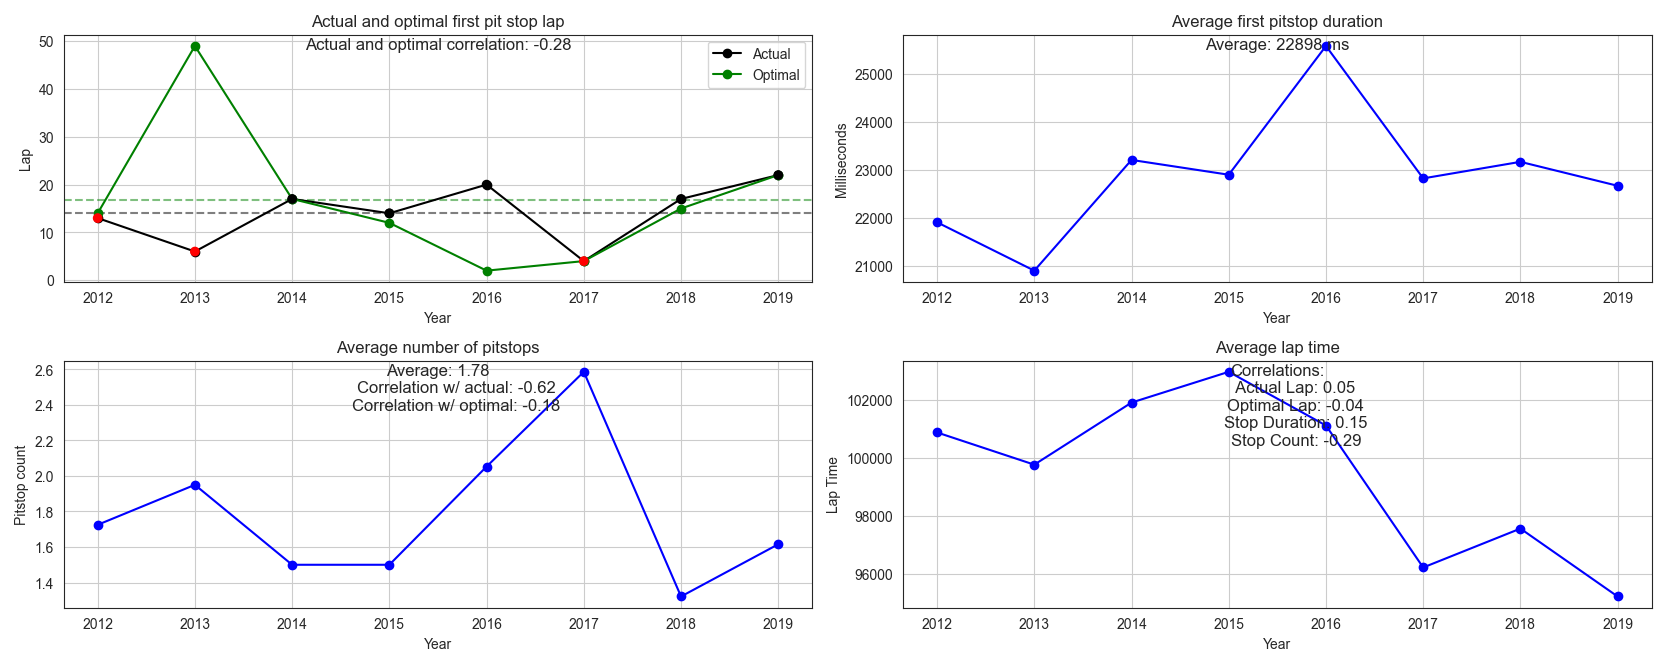 Actual and optimal first pit stop lap
Actual and optimal correlation: -0.28
Actual
Optimal
50
40
30
20
10
0
Lap
2012 2013 2014 2015 2016 2017 2018 2019
Year
Average first pitstop duration
Average: 22898 ms
25000
24000
23000
22000
21000
Milliseconds
2012 2013 2014 2015 2016 2017 2018 2019
Year
Average number of pitstops
Average: 1.78
Correlation w/ actual: -0.62
Correlation w/ optimal: -0.18
2.6
2.4
2.2
2.0
1.8
1.6
1.4
Pitstop count
2012 2013 2014 2015 2016 2017 2018 2019
Year
Average lap time
Correlations:
Actual Lap: 0.05
Optimal Lap: -0.04
Stop Duration: 0.15
Stop Count: -0.29
102000
100000
98000
96000
Lap Time
2012 2013 2014 2015 2016 2017 2018 2019
Year